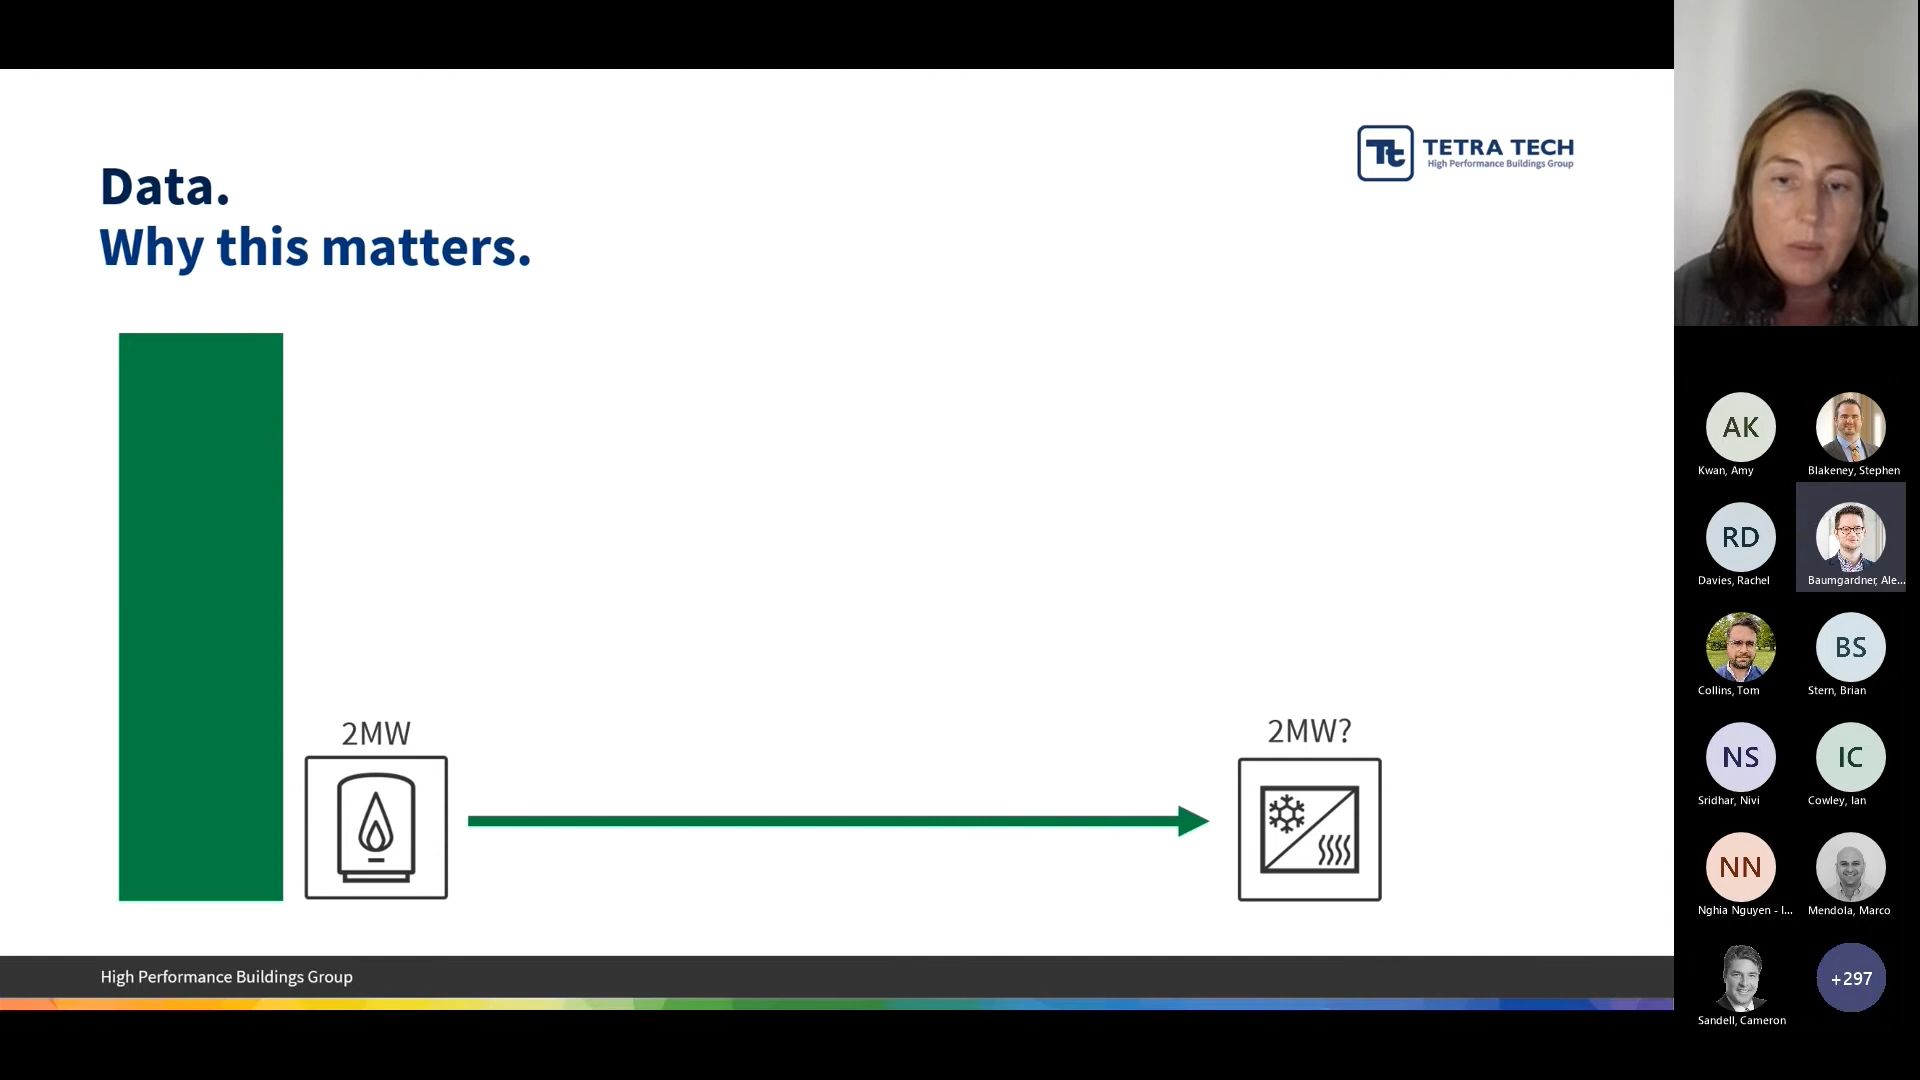 Data.
Why this matters.
Tt
TETRA TECH
High Performance Buildings Group
2MW
2MW?
High Performance Buildings Group
AK
Kwan, Amy
Blakeney, Stephen
RD
Davies, Rachel
Baumgardner, Ale...
Collins, Tom
BS
Stern, Brian
NS
Sridhar, Nivi
IC
Cowley, Ian
NN
Nghia Nguyen - I...
Mendola, Marco
Sandell, Cameron
+297